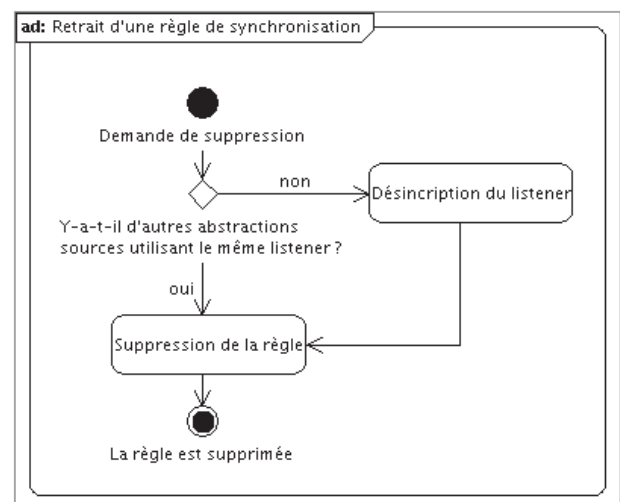 ad: Retrait d'une règle de synchronisation
Demande de suppression
non
Désincription du listener
Y-a-t-il d'autres abstractions
sources utilisant le même listener ?
oui
Suppression de la règle
La règle est supprimée